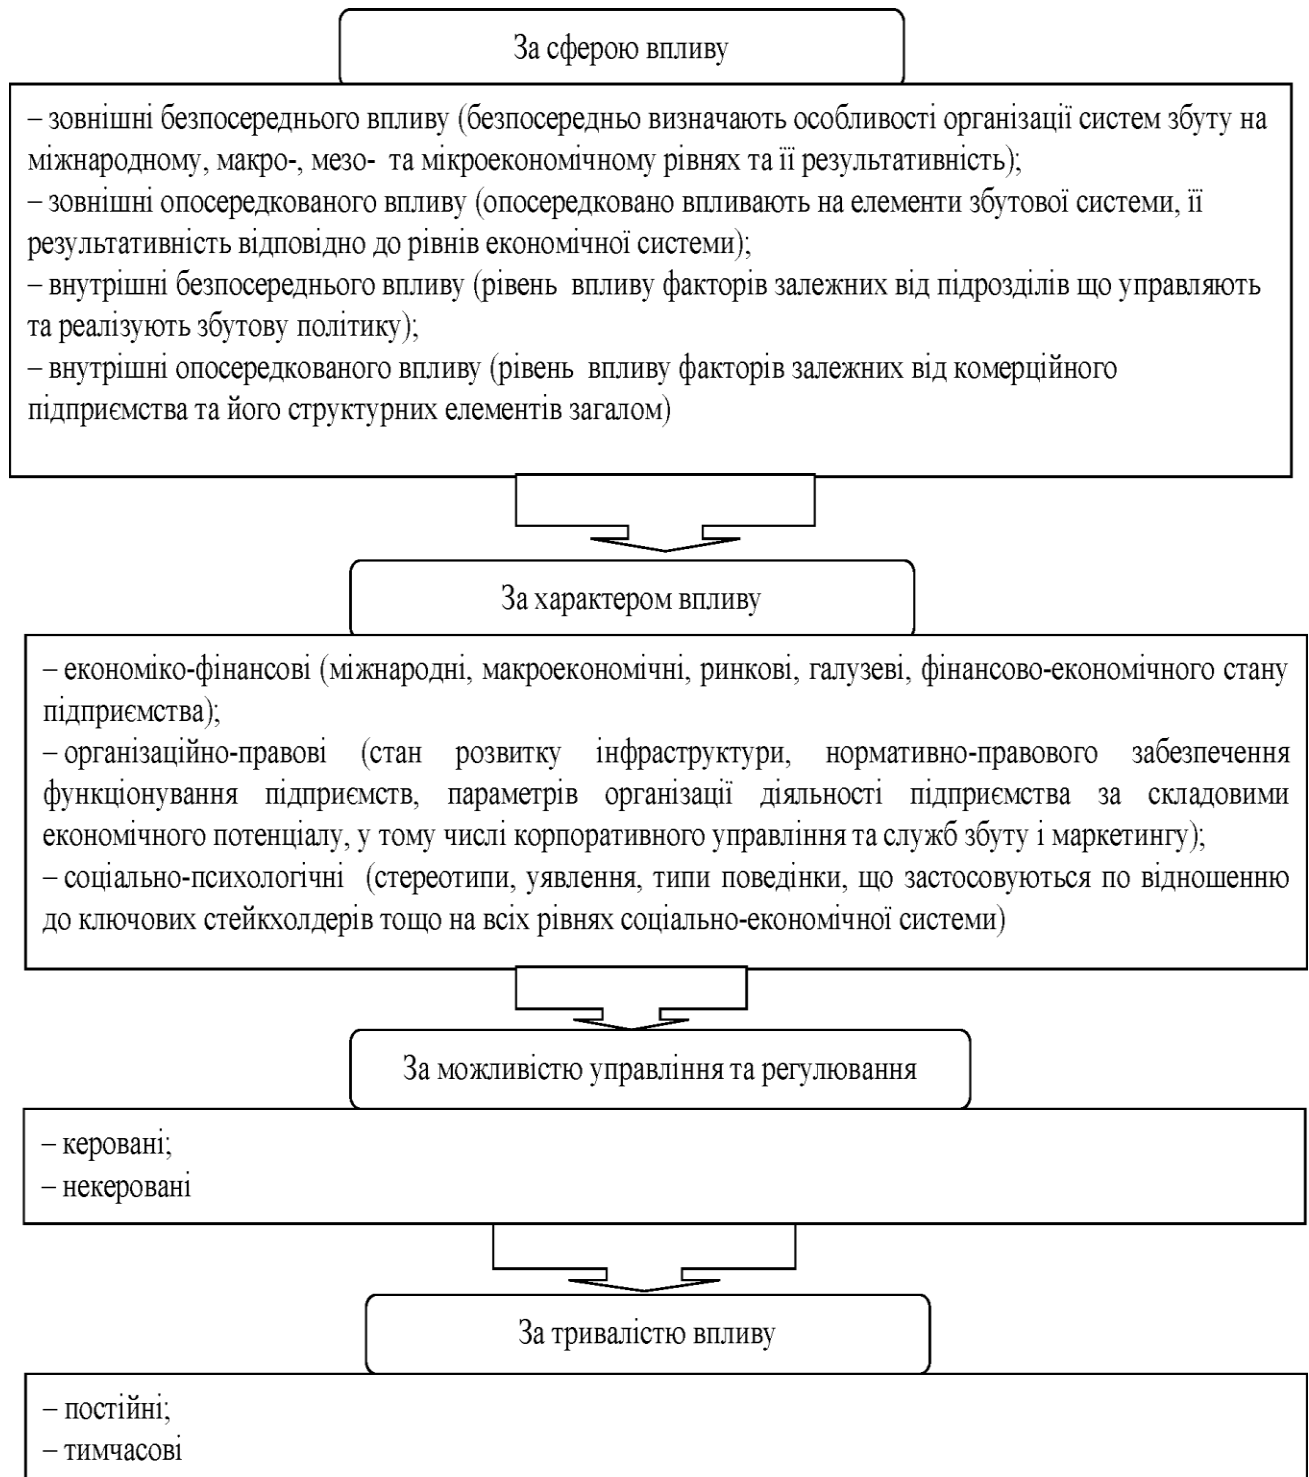 За сферою впливу
– зовнішні безпосереднього впливу (безпосередньо визначають особливості організації систем збуту на
міжнародному, макро-, мезо- та мікроекономічному рівнях та її результативність);
– зовнішні опосередкованого впливу (опосередковано впливають на елементи збутової системи, її
результативність відповідно до рівнів економічної системи);
– внутрішні безпосереднього впливу (рівень впливу факторів залежних від підрозділів що управляють
та реалізують збутову політику);
– внутрішні опосередкованого впливу (рівень впливу факторів залежних від комерційного
підприємства та його структурних елементів загалом)
За характером впливу
– економіко-фінансові (міжнародні, макроекономічні, ринкові, галузеві, фінансово-економічного стану
підприємства);
– організаційно-правові (стан розвитку інфраструктури, нормативно-правового забезпечення
функціонування підприємств, параметрів організації діяльності підприємства за складовими
економічного потенціалу, у тому числі корпоративного управління та служб збуту і маркетингу);
– соціально-психологічні (стереотипи, уявлення, типи поведінки, що застосовуються по відношенню
до ключових стейкхолдерів тощо на всіх рівнях соціально-економічної системи)
За можливістю управління та регулювання
– керовані;
– некеровані
За тривалістю впливу
– постійні;
– тимчасові